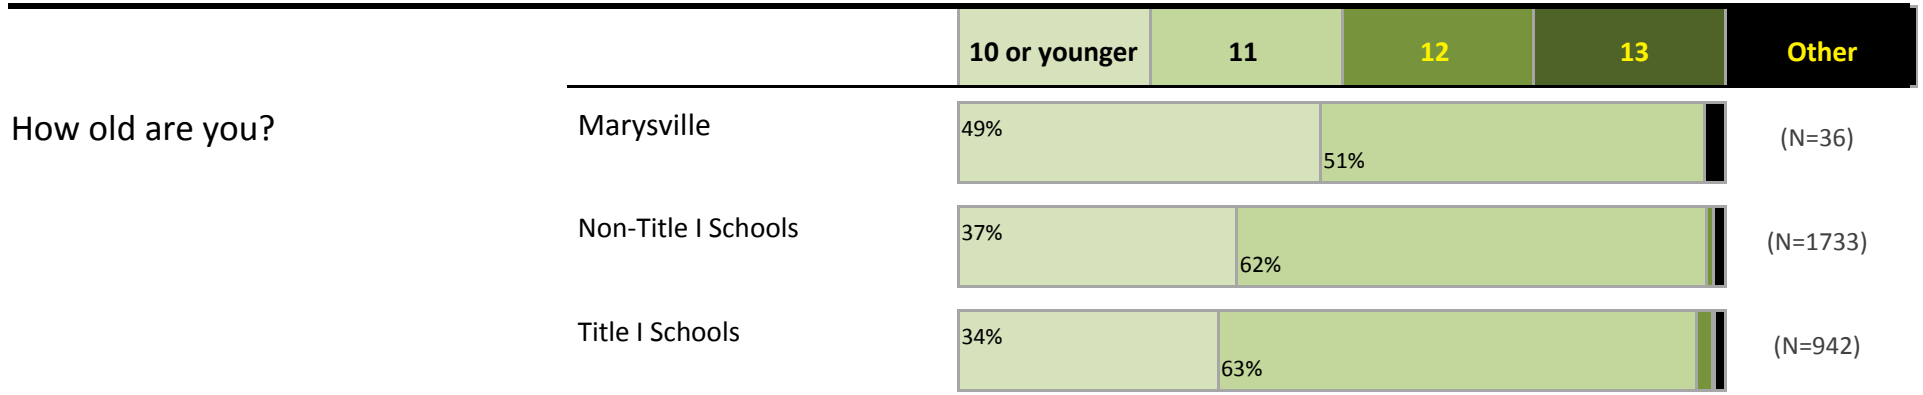 10 or younger 11 12 13 Other
How old are you? Marysville 49% 51% (N=36)
Non-Title I Schools 37% 62% (N=1733)
Title I Schools 34% 63% (N=942)